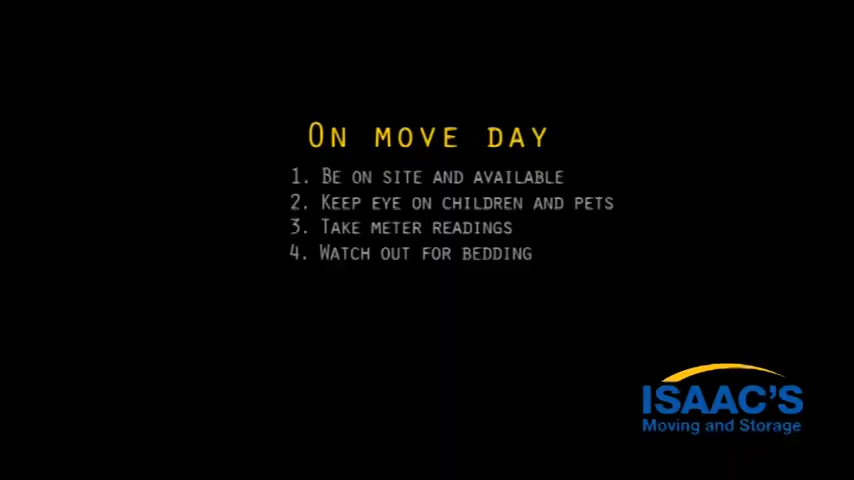 On move day
1. Be on site and available
2. Keep eye on children and pets
3. Take meter readings
4. Watch out for bedding
ISAAC'S
Moving and Storage